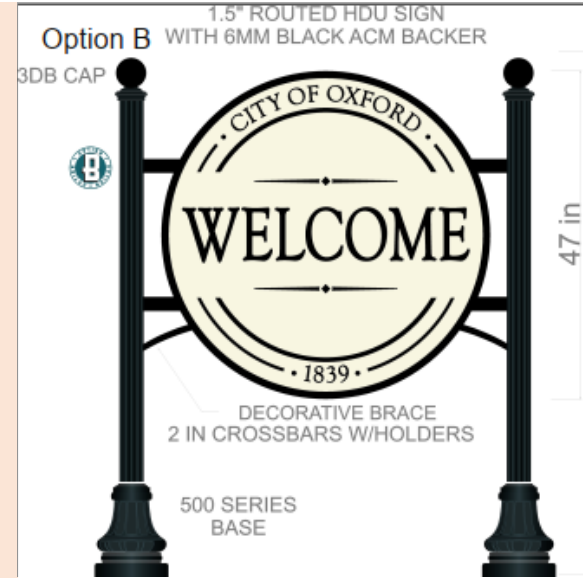 1.5" ROUTED HDU SIGN
Option B WITH 6MM BLACK ACM BACKER
3DB CAP
· CITY OF OXFORD ·
WELCOME
47 in
· 1839 ·
DECORATIVE BRACE
2 IN CROSSBARS W/HOLDERS
500 SERIES
BASE